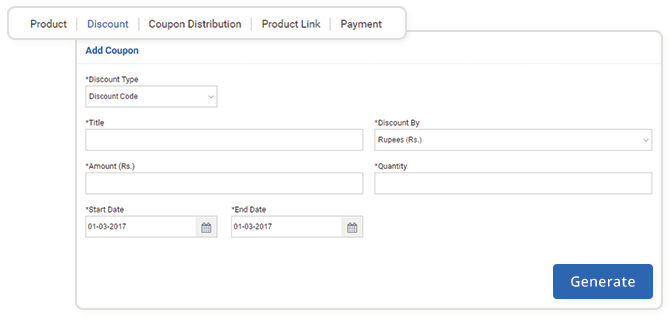 Product Discount Coupon Distribution Product Link Payment
Add Coupon
*Discount Type
Discount Code
*Title *Discount By
Rupees (Rs.)
*Amount (Rs.) *Quantity
*Start Date *End Date
01-03-2017 01-03-2017
Generate